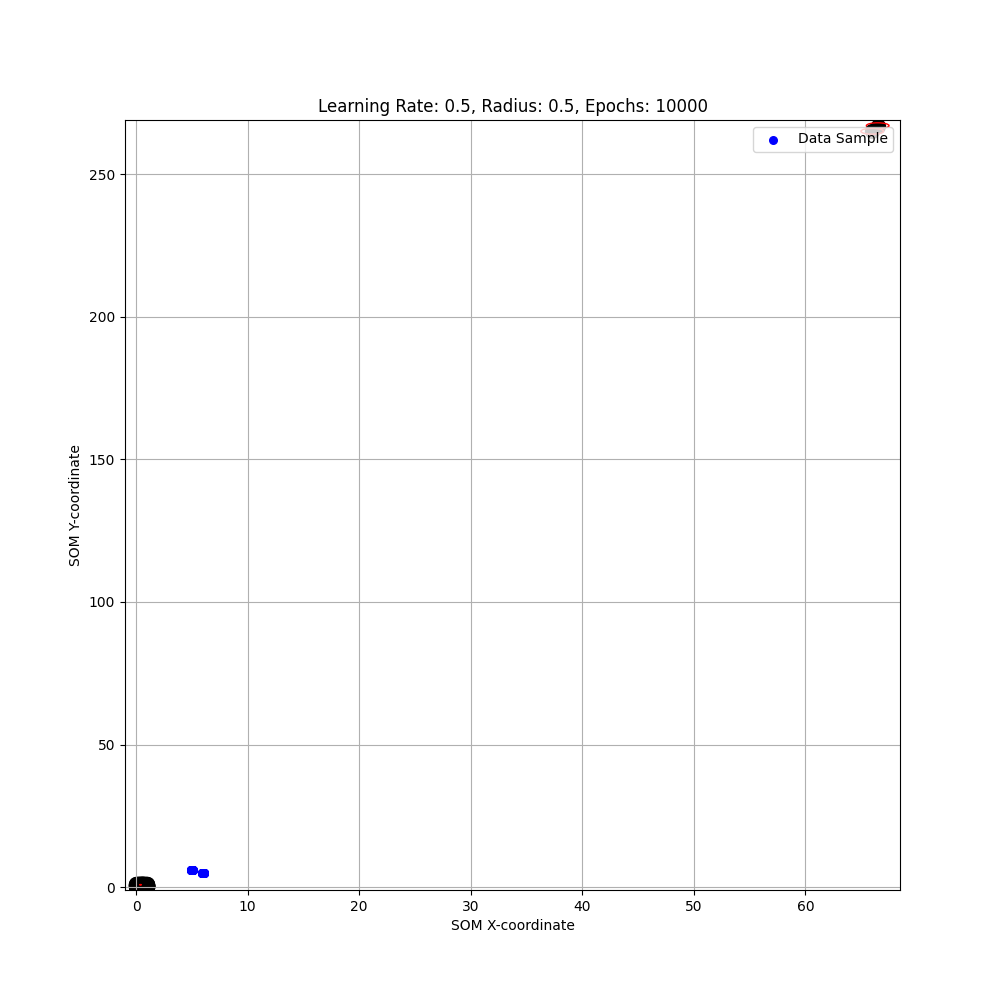 Learning Rate: 0.5, Radius: 0.5, Epochs: 10000
Data Sample
250
200
150
100
50
0
SOM Y-coordinate
0 10 20 30 40 50 60
SOM X-coordinate